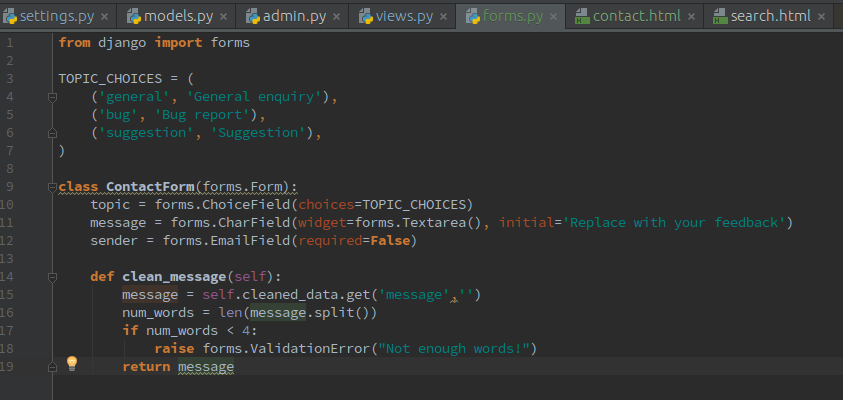 settings.py × models.py × admin.py × views.py × forms.py × contact.html × search.html ×
1 from django import forms
2
3 TOPIC_CHOICES = (
4     ('general', 'General enquiry'),
5     ('bug', 'Bug report'),
6     ('suggestion', 'Suggestion'),
7 )
8
9 class ContactForm(forms.Form):
10     topic = forms.ChoiceField(choices=TOPIC_CHOICES)
11     message = forms.CharField(widget=forms.Textarea(), initial='Replace with your feedback')
12     sender = forms.EmailField(required=False)
13
14     def clean_message(self):
15         message = self.cleaned_data.get('message','')
16         num_words = len(message.split())
17         if num_words < 4:
18             raise forms.ValidationError("Not enough words!")
19         return message